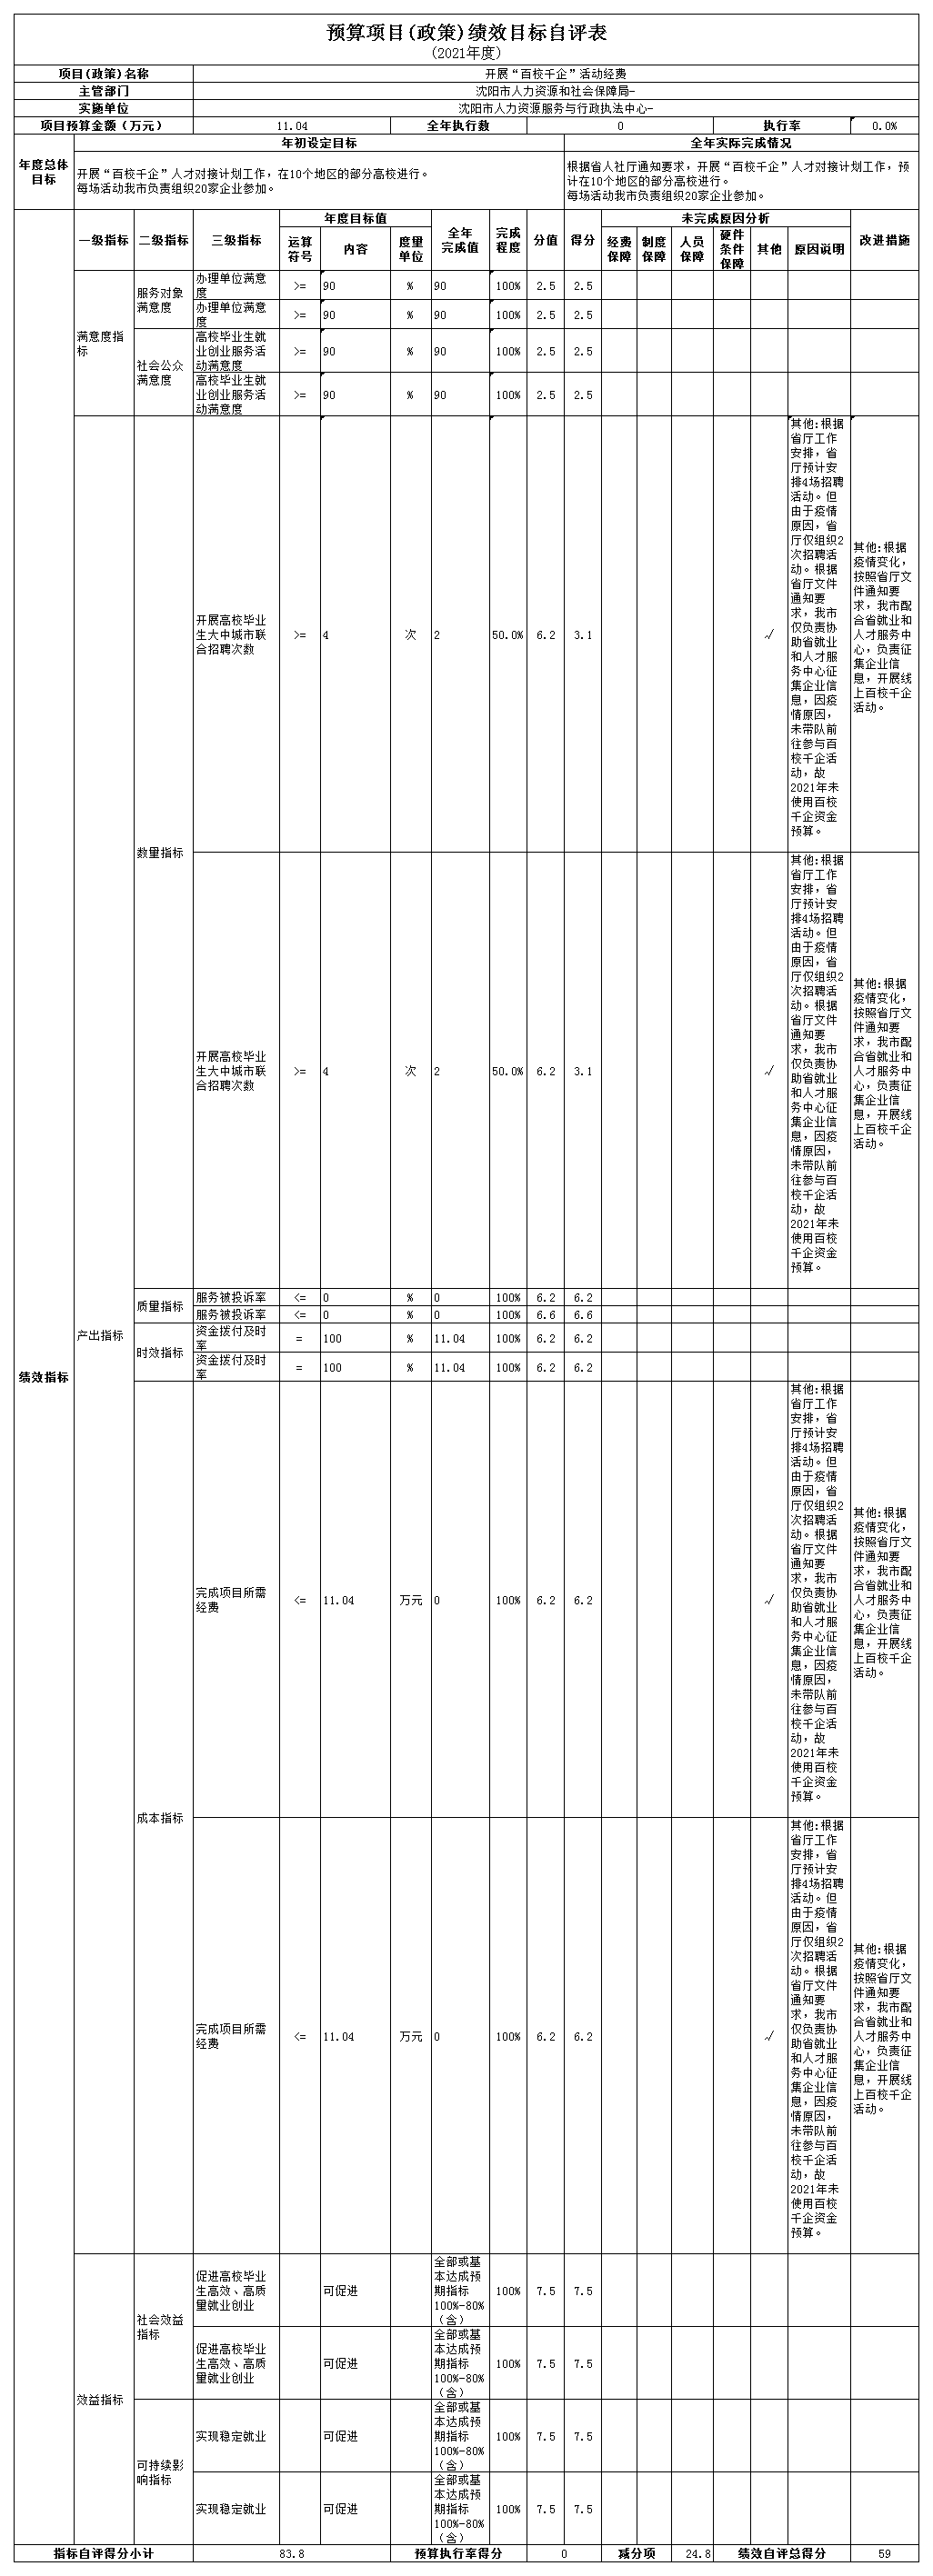 预算项目(政策)绩效目标自评表
(2021年度)
项目(政策)名称 开展“百校千企”活动经费
主管部门 沈阳市人力资源和社会保障局-
实施单位 沈阳市人力资源服务与行政执法中心-
项目预算金额（万元） 11.04 全年执行数 0 执行率 0.0%
年度总体
目标
年初设定目标 全年实际完成情况
开展“百校千企”人才对接计划工作，在10个地区的部分高校进行。
每场活动我市负责组织20家企业参加。
根据省人社厅通知要求，开展“百校千企”人才对接计划工作，预
计在10个地区的部分高校进行。
每场活动我市负责组织20家企业参加。
绩效指标
一级指标 二级指标 三级指标 年度目标值 全年
完成值 完成
程度 分值 得分 未完成原因分析 改进措施
运算
符号 内容 度量
单位 经费
保障 制度
保障 人员
保障 硬件
条件
保障 其他 原因说明
满意度指
标
服务对象
满意度
办理单位满意
度 >= 90 % 90 100% 2.5 2.5
办理单位满意
度 >= 90 % 90 100% 2.5 2.5
社会公众
满意度
高校毕业生就
业创业服务活
动满意度 >= 90 % 90 100% 2.5 2.5
高校毕业生就
业创业服务活
动满意度 >= 90 % 90 100% 2.5 2.5
产出指标
数量指标
开展高校毕业
生大中城市联
合招聘次数 >= 4 次 2 50.0% 6.2 3.1 √
其他:根据
省厅工作
安排，省
厅预计安
排4场招聘
活动。但
由于疫情
原因，省
厅仅组织2
次招聘活
动。根据
省厅文件
通知要
求，我市
仅负责协
助省就业
和人才服
务中心征
集企业信
息，因疫
情原因，
未带队前
往参与百
校千企活
动，故
2021年未
使用百校
千企资金
预算。
其他:根据
疫情变化，
按照省厅文
件通知要
求，我市配
合省就业和
人才服务中
心，负责征
集企业信
息，开展线
上百校千企
活动。
开展高校毕业
生大中城市联
合招聘次数 >= 4 次 2 50.0% 6.2 3.1 √
其他:根据
省厅工作
安排，省
厅预计安
排4场招聘
活动。但
由于疫情
原因，省
厅仅组织2
次招聘活
动。根据
省厅文件
通知要
求，我市
仅负责协
助省就业
和人才服
务中心征
集企业信
息，因疫
情原因，
未带队前
往参与百
校千企活
动，故
2021年未
使用百校
千企资金
预算。
其他:根据
疫情变化，
按照省厅文
件通知要
求，我市配
合省就业和
人才服务中
心，负责征
集企业信
息，开展线
上百校千企
活动。
质量指标
服务被投诉率 <= 0 % 0 100% 6.2 6.2
服务被投诉率 <= 0 % 0 100% 6.6 6.6
时效指标
资金拨付及时
率 = 100 % 11.04 100% 6.2 6.2
资金拨付及时
率 = 100 % 11.04 100% 6.2 6.2
成本指标
完成项目所需
经费 <= 11.04 万元 0 100% 6.2 6.2 √
其他:根据
省厅工作
安排，省
厅预计安
排4场招聘
活动。但
由于疫情
原因，省
厅仅组织2
次招聘活
动。根据
省厅文件
通知要
求，我市
仅负责协
助省就业
和人才服
务中心征
集企业信
息，因疫
情原因，
未带队前
往参与百
校千企活
动，故
2021年未
使用百校
千企资金
预算。
其他:根据
疫情变化，
按照省厅文
件通知要
求，我市配
合省就业和
人才服务中
心，负责征
集企业信
息，开展线
上百校千企
活动。
完成项目所需
经费 <= 11.04 万元 0 100% 6.2 6.2 √
其他:根据
省厅工作
安排，省
厅预计安
排4场招聘
活动。但
由于疫情
原因，省
厅仅组织2
次招聘活
动。根据
省厅文件
通知要
求，我市
仅负责协
助省就业
和人才服
务中心征
集企业信
息，因疫
情原因，
未带队前
往参与百
校千企活
动，故
2021年未
使用百校
千企资金
预算。
其他:根据
疫情变化，
按照省厅文
件通知要
求，我市配
合省就业和
人才服务中
心，负责征
集企业信
息，开展线
上百校千企
活动。
效益指标
社会效益
指标
促进高校毕业
生高效、高质
量就业创业 可促进 全部或基
本达成预
期指标
100%-80%
（含） 100% 7.5 7.5
促进高校毕业
生高效、高质
量就业创业 可促进 全部或基
本达成预
期指标
100%-80%
（含） 100% 7.5 7.5
可持续影
响指标
实现稳定就业 可促进 全部或基
本达成预
期指标
100%-80%
（含） 100% 7.5 7.5
实现稳定就业 可促进 全部或基
本达成预
期指标
100%-80%
（含） 100% 7.5 7.5
指标自评得分小计 83.8 预算执行率得分 0 减分项 24.8 绩效自评总得分 59